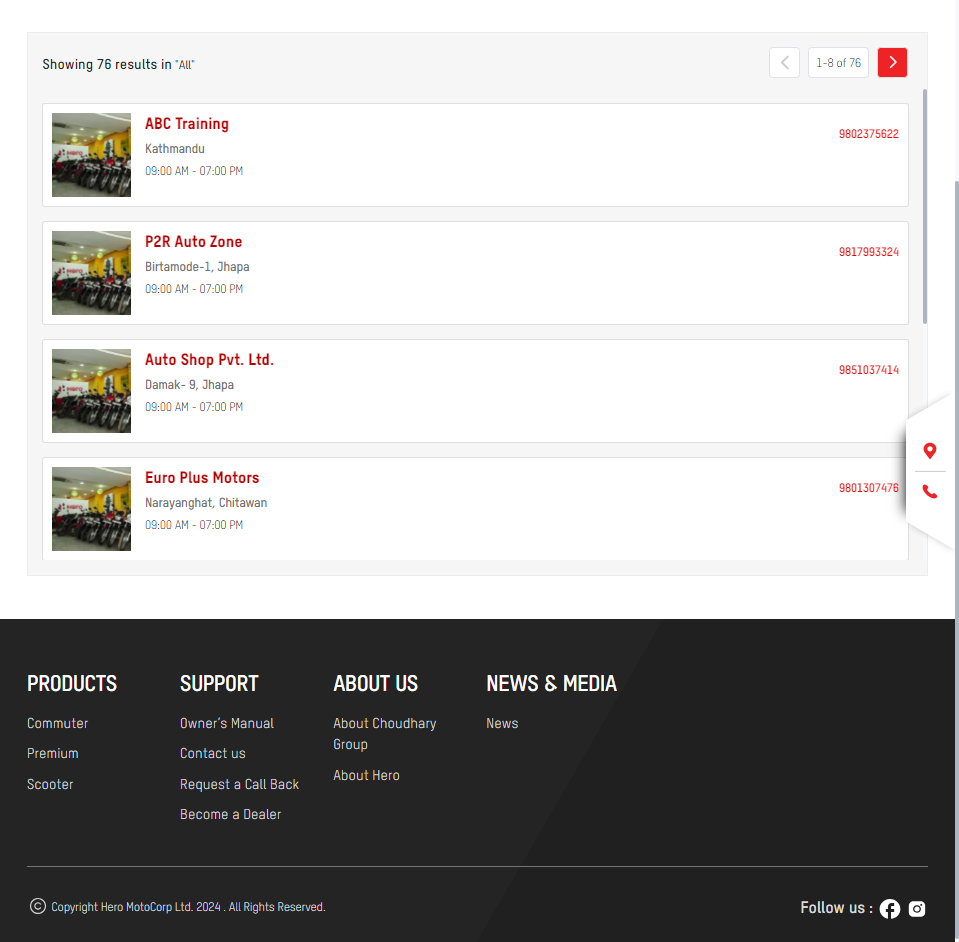 Showing 76 results in "All"
1-8 of 76
ABC Training
Kathmandu
09:00 AM - 07:00 PM
9802375622
P2R Auto Zone
Birtamode-1, Jhapa
09:00 AM - 07:00 PM
9817993324
Auto Shop Pvt. Ltd.
Damak- 9, Jhapa
09:00 AM - 07:00 PM
9851037414
Euro Plus Motors
Narayanghat, Chitawan
09:00 AM - 07:00 PM
9801307476
PRODUCTS
Commuter
Premium
Scooter
SUPPORT
Owner's Manual
Contact us
Request a Call Back
Become a Dealer
ABOUT US
About Choudhary
Group
About Hero
NEWS & MEDIA
News
© Copyright Hero MotoCorp Ltd. 2024 . All Rights Reserved.
Follow us :